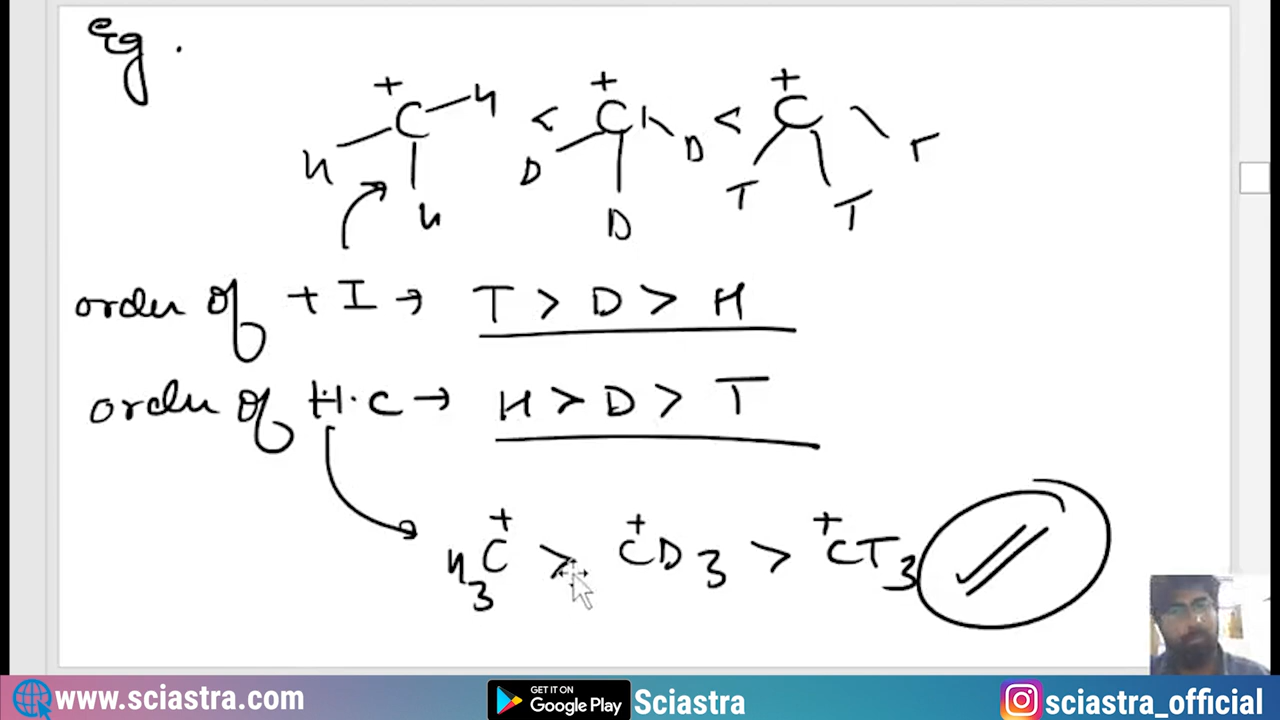 Eg.
+ + +
C H < C D < C T
H H D D T T
order of + I → T > D > H
order of H.C → H > D > T
H3C+ > +CD3 > +CT3
www.sciastra.com GET IT ON Google Play Sciastra sciastra_official